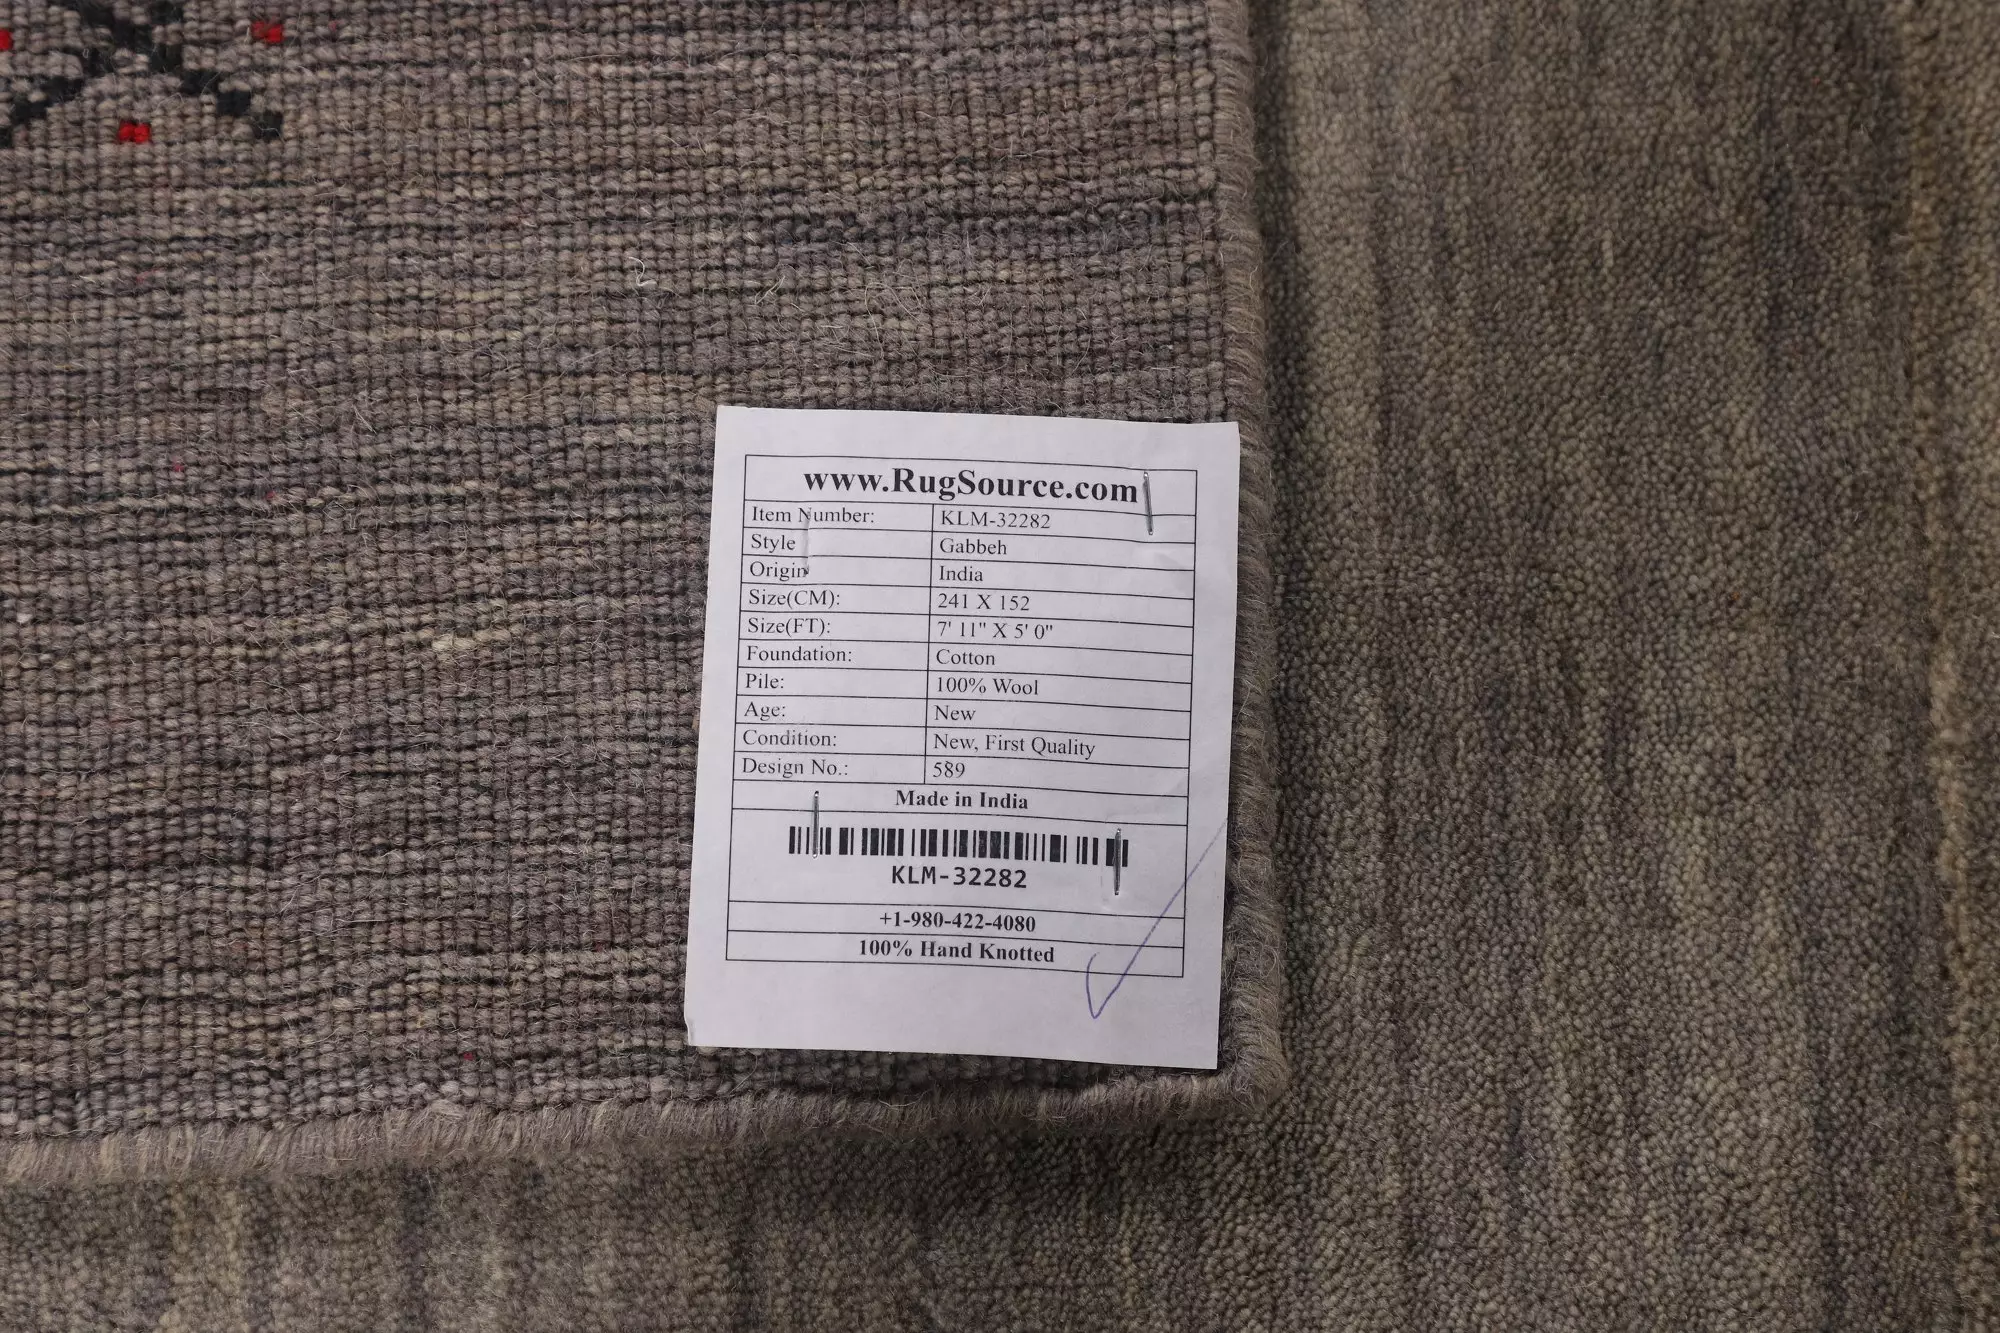 www.RugSource.com
Item Number: KLM-32282
Style Gabbeh
Origin India
Size(CM): 241 X 152
Size(FT): 7' 11" X 5' 0"
Foundation: Cotton
Pile: 100% Wool
Age: New
Condition: New, First Quality
Design No.: 589
Made in India
KLM-32282
+1-980-422-4080
100% Hand Knotted